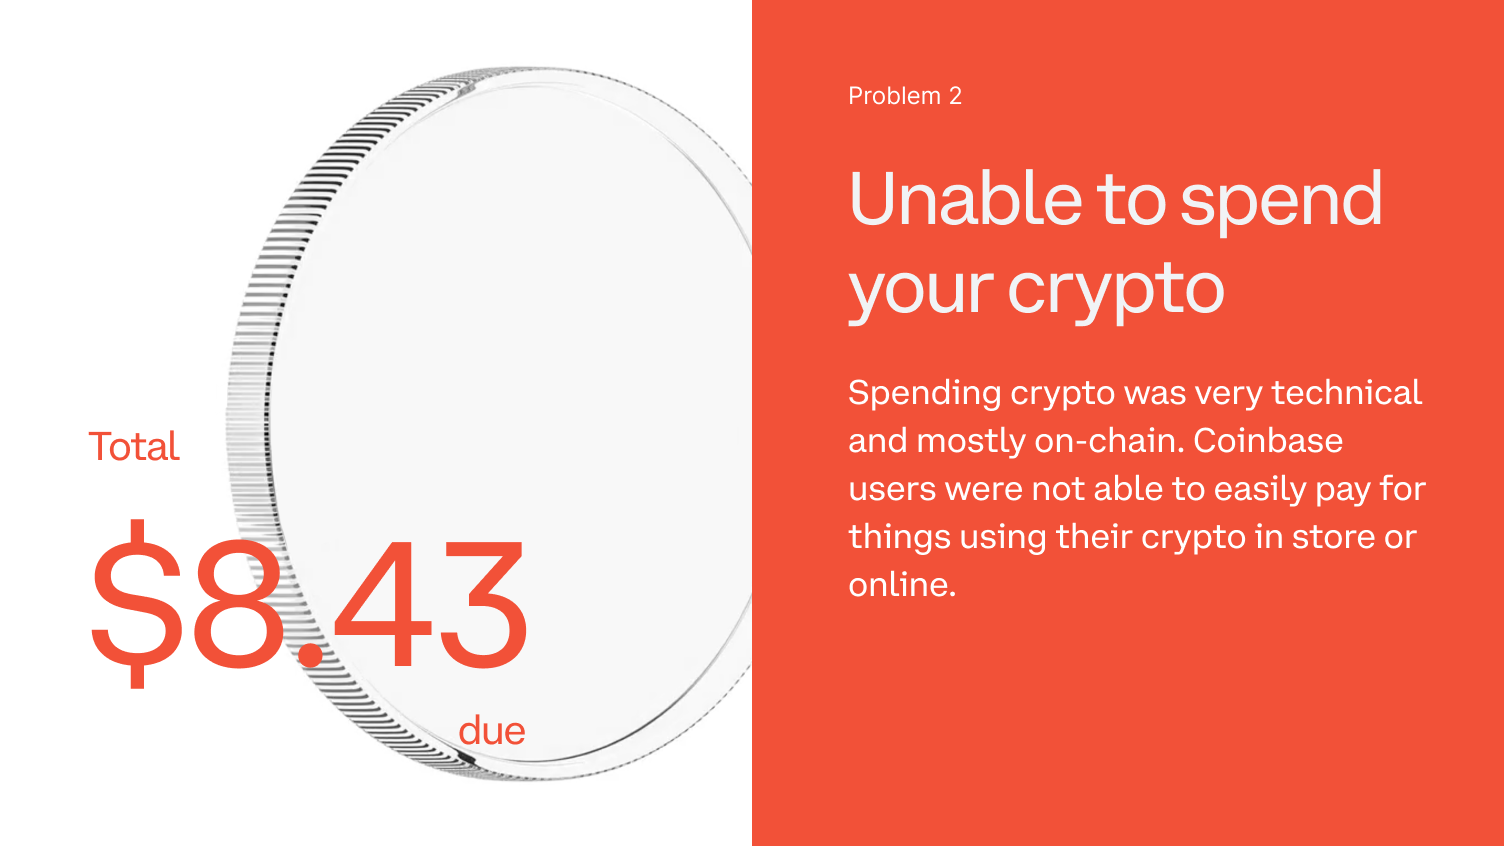 Total
$8.43
due
Problem 2
Unable to spend
your crypto
Spending crypto was very technical
and mostly on-chain. Coinbase
users were not able to easily pay for
things using their crypto in store or
online.